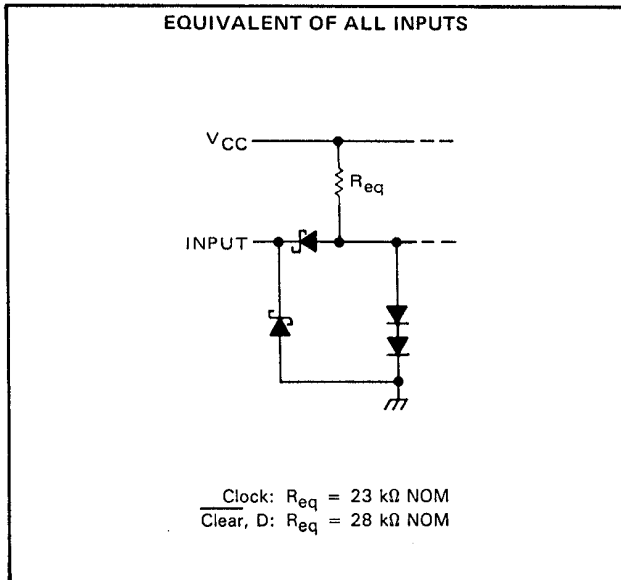 EQUIVALENT OF ALL INPUTS
VCC
Req
INPUT
Clock: Req = 23 kΩ NOM
Clear, D: Req = 28 kΩ NOM